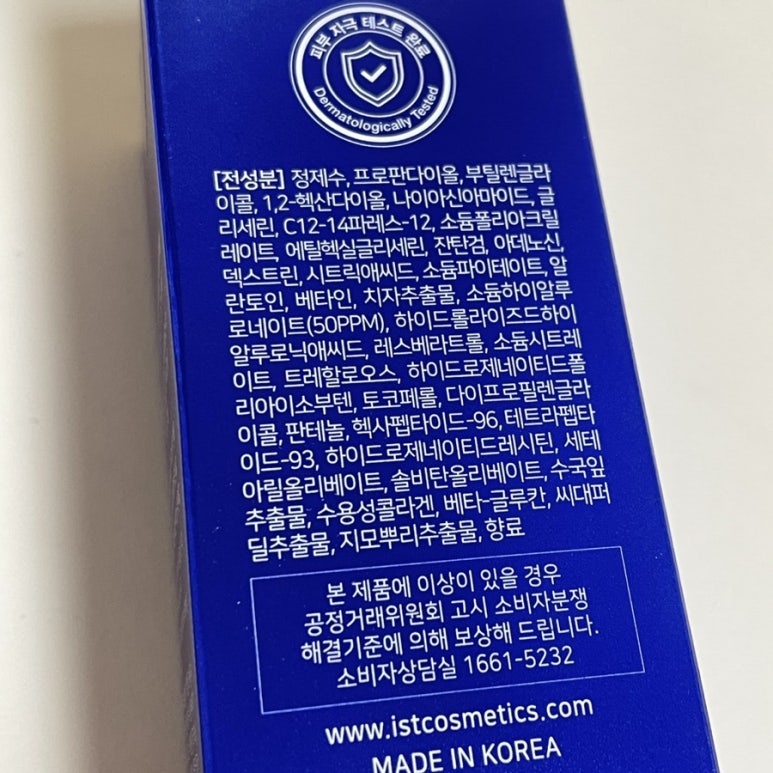 피부 자극 테스트 완료
Dermatologically Tested
[전성분] 정제수, 프로판다이올, 부틸렌글라
이콜, 1,2-헥산다이올, 나이아신아마이드, 글
리세린, C12-14파레스-12, 소듐폴리아크릴
레이트, 에틸헥실글리세린, 잔탄검, 아데노신,
덱스트린, 시트릭애씨드, 소듐파이테이트, 알
란토인, 베타인, 치자추출물, 소듐하이알루
로네이트(50PPM), 하이드롤라이즈드하이
알루로닉애씨드, 레스베라트롤, 소듐시트레
이트, 트레할로오스, 하이드로제네이티드폴
리아이소부텐, 토코페롤, 다이프로필렌글라
이콜, 판테놀, 헥사펩타이드-96, 테트라펩타
이드-93, 하이드로제네이티드레시틴, 세테
아릴올리베이트, 솔비탄올리베이트, 수국잎
추출물, 수용성콜라겐, 베타-글루칸, 씨대퍼
딜추출물, 지모뿌리추출물, 향료
본 제품에 이상이 있을 경우
공정거래위원회 고시 소비자분쟁
해결기준에 의해 보상해 드립니다.
소비자상담실 1661-5232
www.istcosmetics.com
MADE IN KOREA